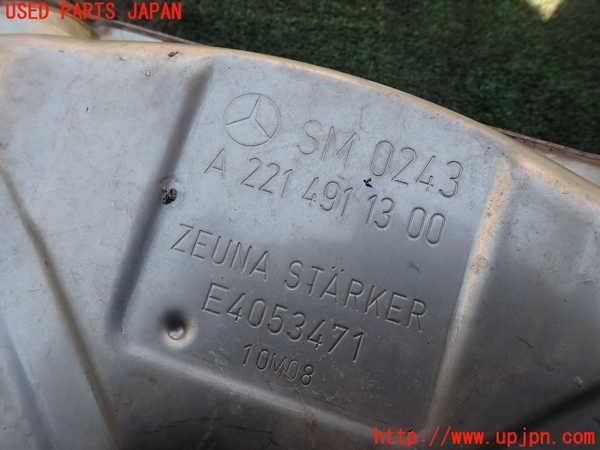 USED PARTS JAPAN
SM 0243
A 221 491 13 00
ZEUNA STÄRKER
E4053471
10M08
http://www.upjpn.com/